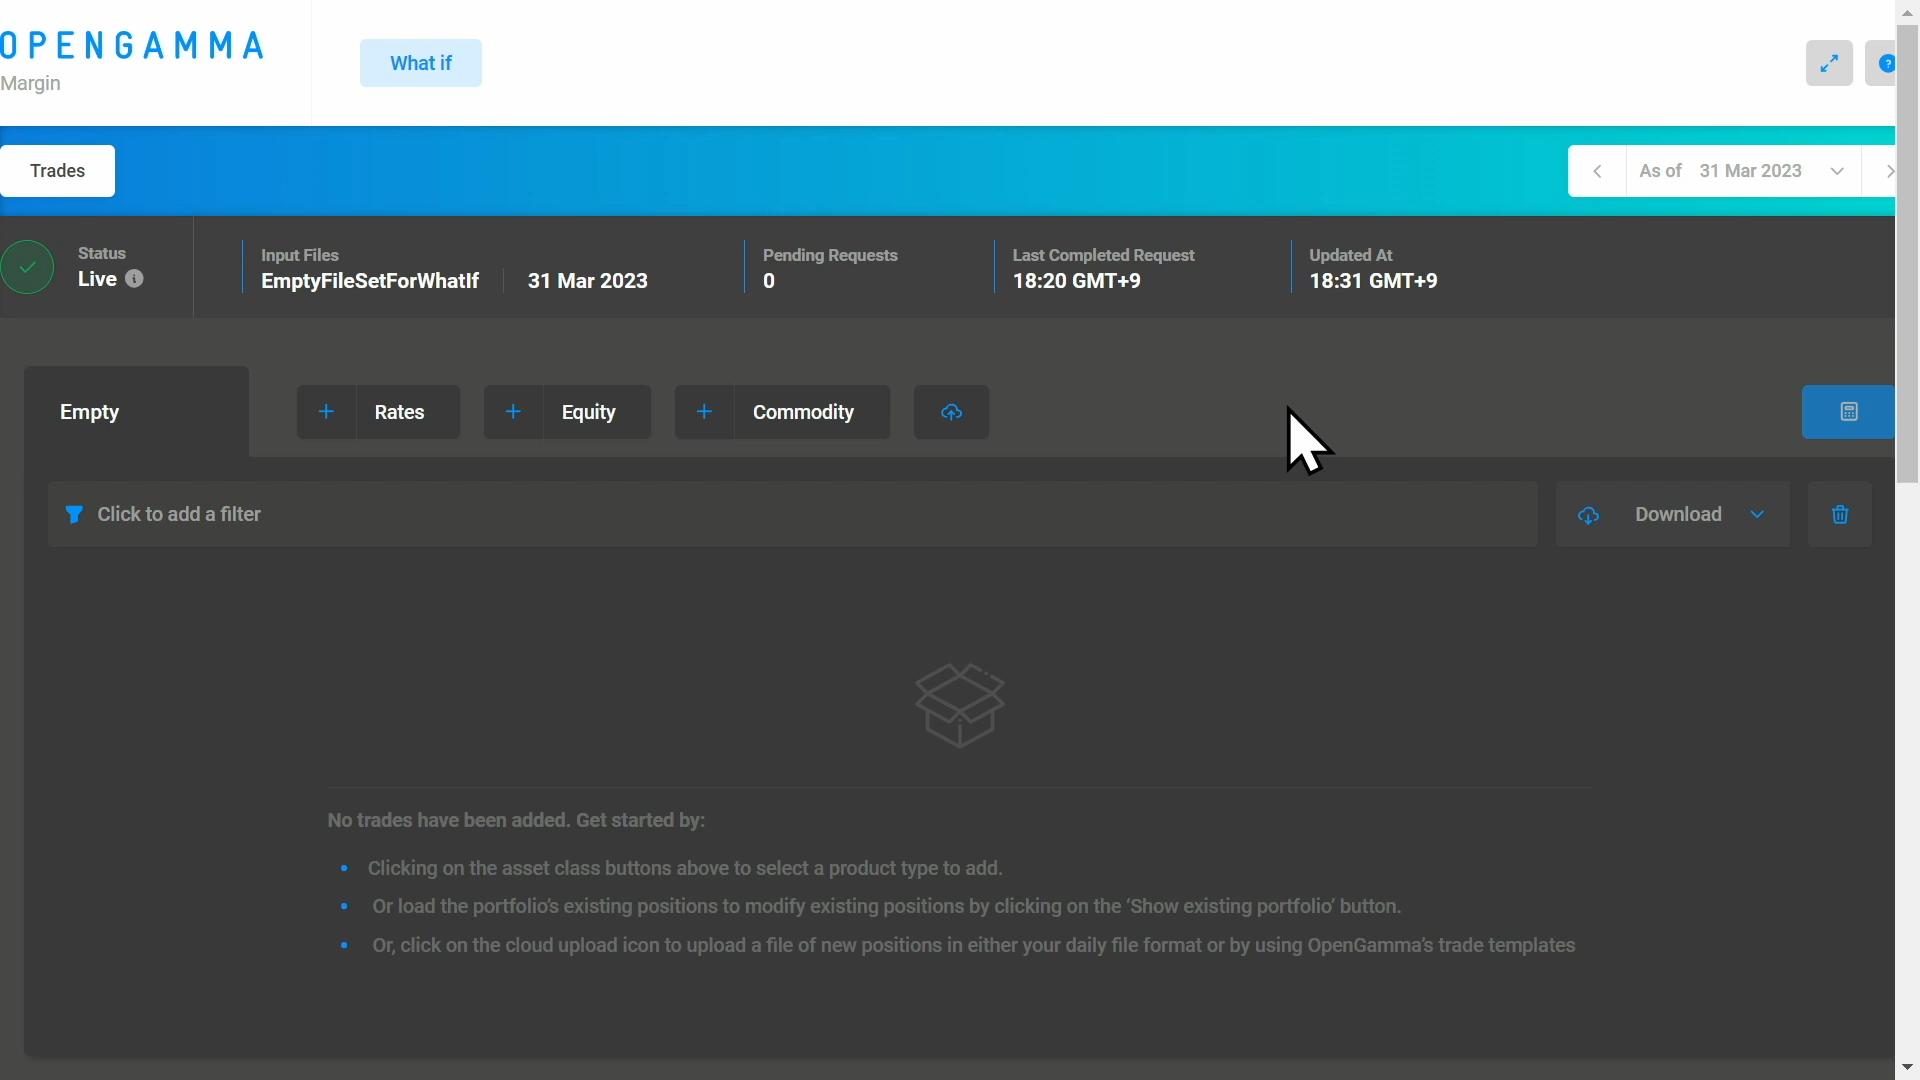 OPENGAMMA
Margin
What if
?
Trades
As of 31 Mar 2023
Status
Live i
Input Files
EmptyFileSetForWhatIf 31 Mar 2023
Pending Requests
0
Last Completed Request
18:20 GMT+9
Updated At
18:31 GMT+9
Empty
+ Rates
+ Equity
+ Commodity
Click to add a filter
Download
No trades have been added. Get started by:
• Clicking on the asset class buttons above to select a product type to add.
• Or load the portfolio's existing positions to modify existing positions by clicking on the ‘Show existing portfolio’ button.
• Or, click on the cloud upload icon to upload a file of new positions in either your daily file format or by using OpenGamma's trade templates